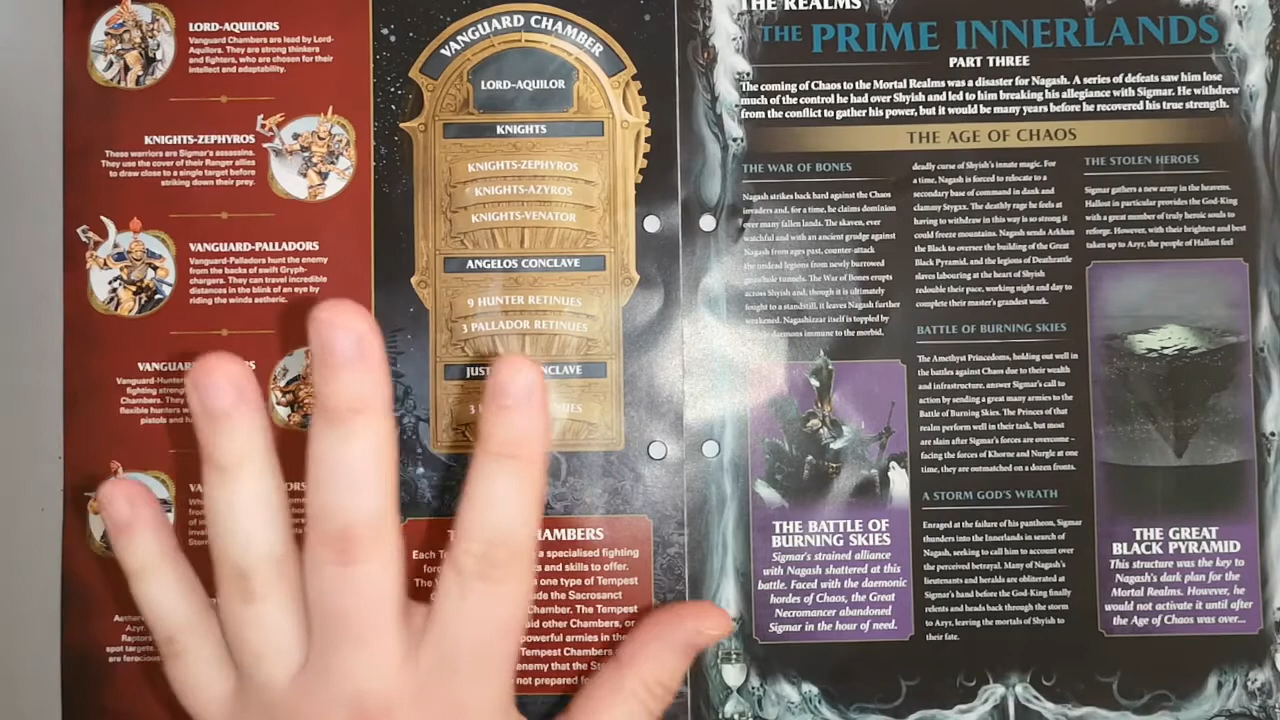 LORD-AQUILORS
Vanguard Chambers are lead by Lord-
Aquilors. They are strong thinkers
and fighters, who are chosen for their
intellect and adaptability.
KNIGHTS-ZEPHYROS
These warriors are Sigmar's assassins.
They use the cover of their Ranger allies
to draw close to a single target before
striking down their prey.
VANGUARD-PALLADORS
Vanguard-Palladors hunt the enemy
from the backs of swift Gryph-
chargers. They can travel incredible
distances in the blink of an eye by
riding the winds aetheric.
Vanguard-Hunter
fighting
Chambers. They
flexible hunters
pistols and
Azyr.
Raptors
spot targets
are ferocious
VANGUARD CHAMBER
LORD-AQUILOR
KNIGHTS
KNIGHTS-ZEPHYROS
KNIGHTS-AZYROS
KNIGHTS-VENATOR
ANGELOS CONCLAVE
9 HUNTER RETINUES
3 PALLADOR RETINUES
CHAMBERS
Each
a specialised fighting
and skills to offer.
The
one type of Tempest
the Sacrosanct
Chamber. The Tempest
other Chambers, or
powerful armies in the
Tempest Chambers
enemy that the
not prepared
THE REALMS
THE PRIME INNERLANDS
PART THREE
The coming of Chaos to the Mortal Realms was a disaster for Nagash. A series of defeats saw him lose
much of the control he had over Shyish and led to him breaking his allegiance with Sigmar. He withdrew
from the conflict to gather his power, but it would be many years before he recovered his true strength.
THE AGE OF CHAOS
THE WAR OF BONES
Nagash strikes back hard against the Chaos
invaders and, for a time, he claims dominion
over many fallen lands. The skaven, ever
watchful and with an ancient grudge against
Nagash from ages past, counter-attack
the undead legions from newly burrowed
gnawhole tunnels. The War of Bones erupts
across Shyish and, though it is ultimately
fought to a standstill, it leaves Nagash further
weakened. Nagashizzar itself is toppled by
daemons immune to the morbid,
deadly curse of Shyish's innate magic. For
a time, Nagash is forced to relocate to a
secondary base of command in dank and
clammy Stygxx. The deathly rage he feels at
having to withdraw in this way is so strong it
could freeze mountains. Nagash sends Arkhan
the Black to oversee the building of the Great
Black Pyramid, and the legions of Deathrattle
slaves labouring at the heart of Shyish
redouble their pace, working night and day to
complete their master's grandest work.
BATTLE OF BURNING SKIES
The Amethyst Princedoms, holding out well in
the battles against Chaos due to their wealth
and infrastructure, answer Sigmar's call to
action by sending a great many armies to the
Battle of Burning Skies. The Princes of that
realm perform well in their task, but most
are slain after Sigmar's forces are overcome –
facing the forces of Khorne and Nurgle at one
time, they are outmatched on a dozen fronts.
A STORM GOD'S WRATH
Enraged at the failure of his pantheon, Sigmar
thunders into the Innerlands in search of
Nagash, seeking to call him to account over
the perceived betrayal. Many of Nagash's
lieutenants and heralds are obliterated at
Sigmar's hand before the God-King finally
relents and heads back through the storm
to Azyr, leaving the mortals of Shyish to
their fate.
THE STOLEN HEROES
Sigmar gathers a new army in the heavens.
Hallost in particular provides the God-King
with a great number of truly heroic souls to
reforge. However, with their brightest and best
taken up to Azyr, the people of Hallost feel
THE BATTLE OF
BURNING SKIES
Sigmar's strained alliance
with Nagash shattered at this
battle. Faced with the daemonic
hordes of Chaos, the Great
Necromancer abandoned
Sigmar in the hour of need.
THE GREAT
BLACK PYRAMID
This structure was the key to
Nagash's dark plan for the
Mortal Realms. However, he
would not activate it until after
the Age of Chaos was over...